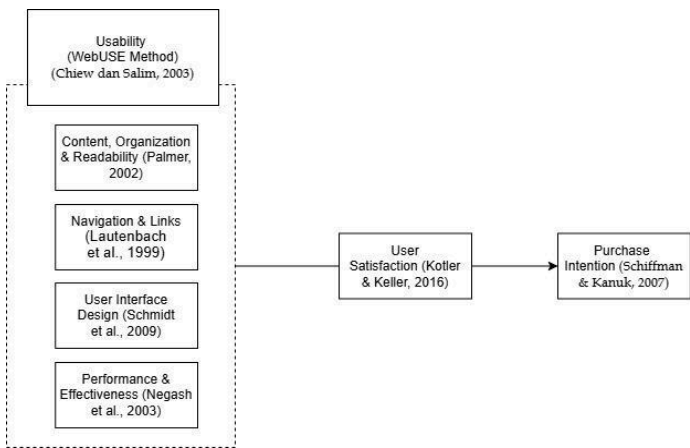 Usability
(WebUSE Method)
(Chiew dan Salim, 2003)
Content, Organization
& Readability (Palmer,
2002)
Navigation & Links
(Lautenbach
et al., 1999)
User Interface
Design (Schmidt
et al., 2009)
Performance &
Effectiveness (Negash
et al., 2003)
User
Satisfaction (Kotler
& Keller, 2016)
Purchase
Intention (Schiffman
& Kanuk, 2007)